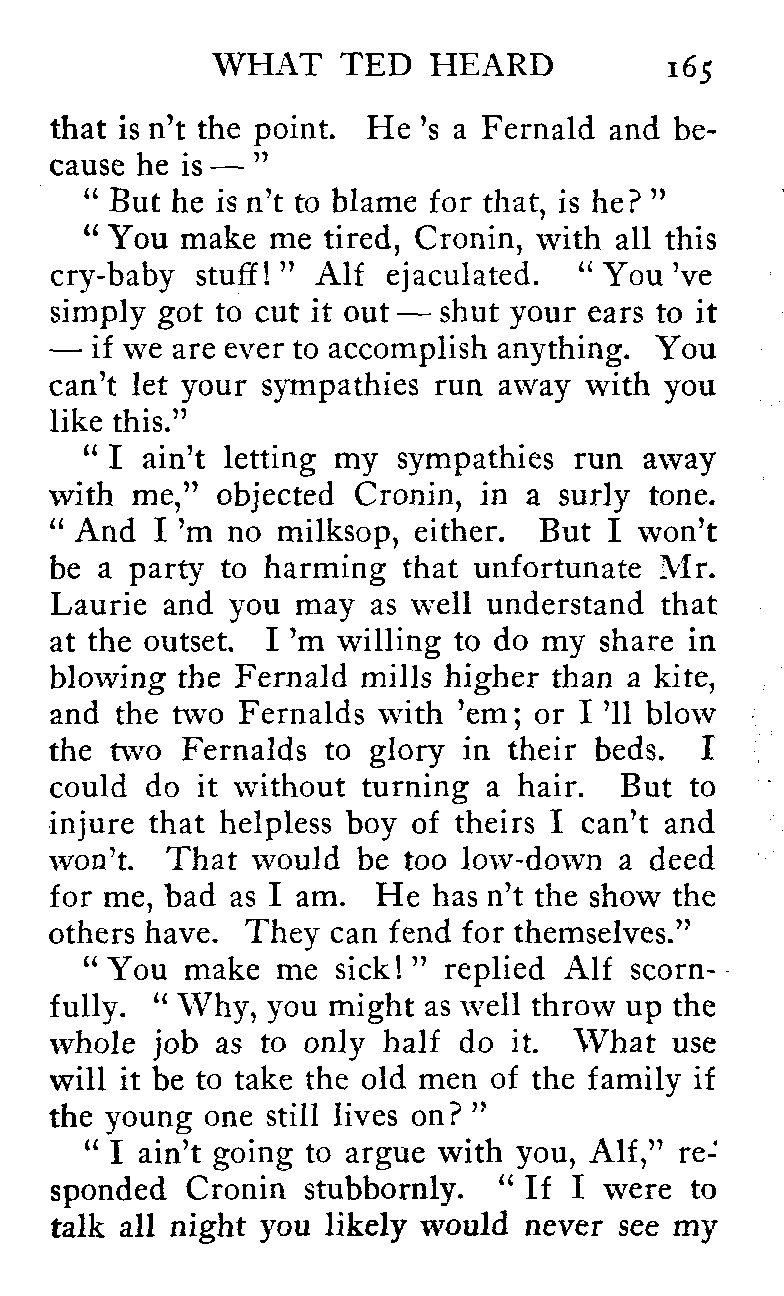 WHAT TED HEARD 165
that is n't the point. He 's a Fernald and be-
cause he is — "
" But he is n't to blame for that, is he? "
" You make me tired, Cronin, with all this
cry-baby stuff! " Alf ejaculated. " You 've
simply got to cut it out — shut your ears to it
— if we are ever to accomplish anything. You
can't let your sympathies run away with you
like this."
" I ain't letting my sympathies run away
with me," objected Cronin, in a surly tone.
" And I 'm no milksop, either. But I won't
be a party to harming that unfortunate Mr.
Laurie and you may as well understand that
at the outset. I 'm willing to do my share in
blowing the Fernald mills higher than a kite,
and the two Fernalds with 'em; or I 'll blow
the two Fernalds to glory in their beds. I
could do it without turning a hair. But to
injure that helpless boy of theirs I can't and
won't. That would be too low-down a deed
for me, bad as I am. He has n't the show the
others have. They can fend for themselves."
" You make me sick! " replied Alf scorn-
fully. " Why, you might as well throw up the
whole job as to only half do it. What use
will it be to take the old men of the family if
the young one still lives on? "
" I ain't going to argue with you, Alf," re-
sponded Cronin stubbornly. " If I were to
talk all night you likely would never see my